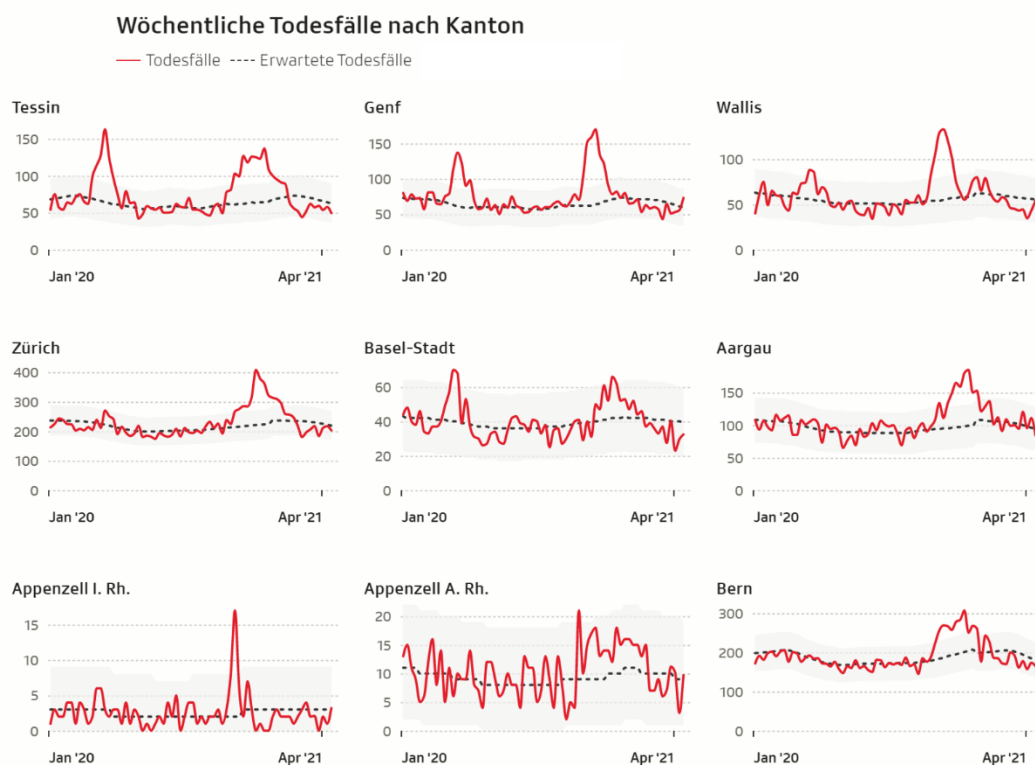 Wöchentliche Todesfälle nach Kanton
Todesfälle Erwartete Todesfälle
Tessin
150
100
50
0
Jan '20 Apr '21
Genf
150
100
50
0
Jan '20 Apr '21
Wallis
100
50
0
Jan '20 Apr '21
Zürich
400
300
200
100
0
Jan '20 Apr '21
Basel-Stadt
60
40
20
0
Jan '20 Apr '21
Aargau
150
100
50
0
Jan '20 Apr '21
Appenzell I. Rh.
15
10
5
0
Jan '20 Apr '21
Appenzell A. Rh.
20
15
10
5
0
Jan '20 Apr '21
Bern
300
200
100
0
Jan '20 Apr '21